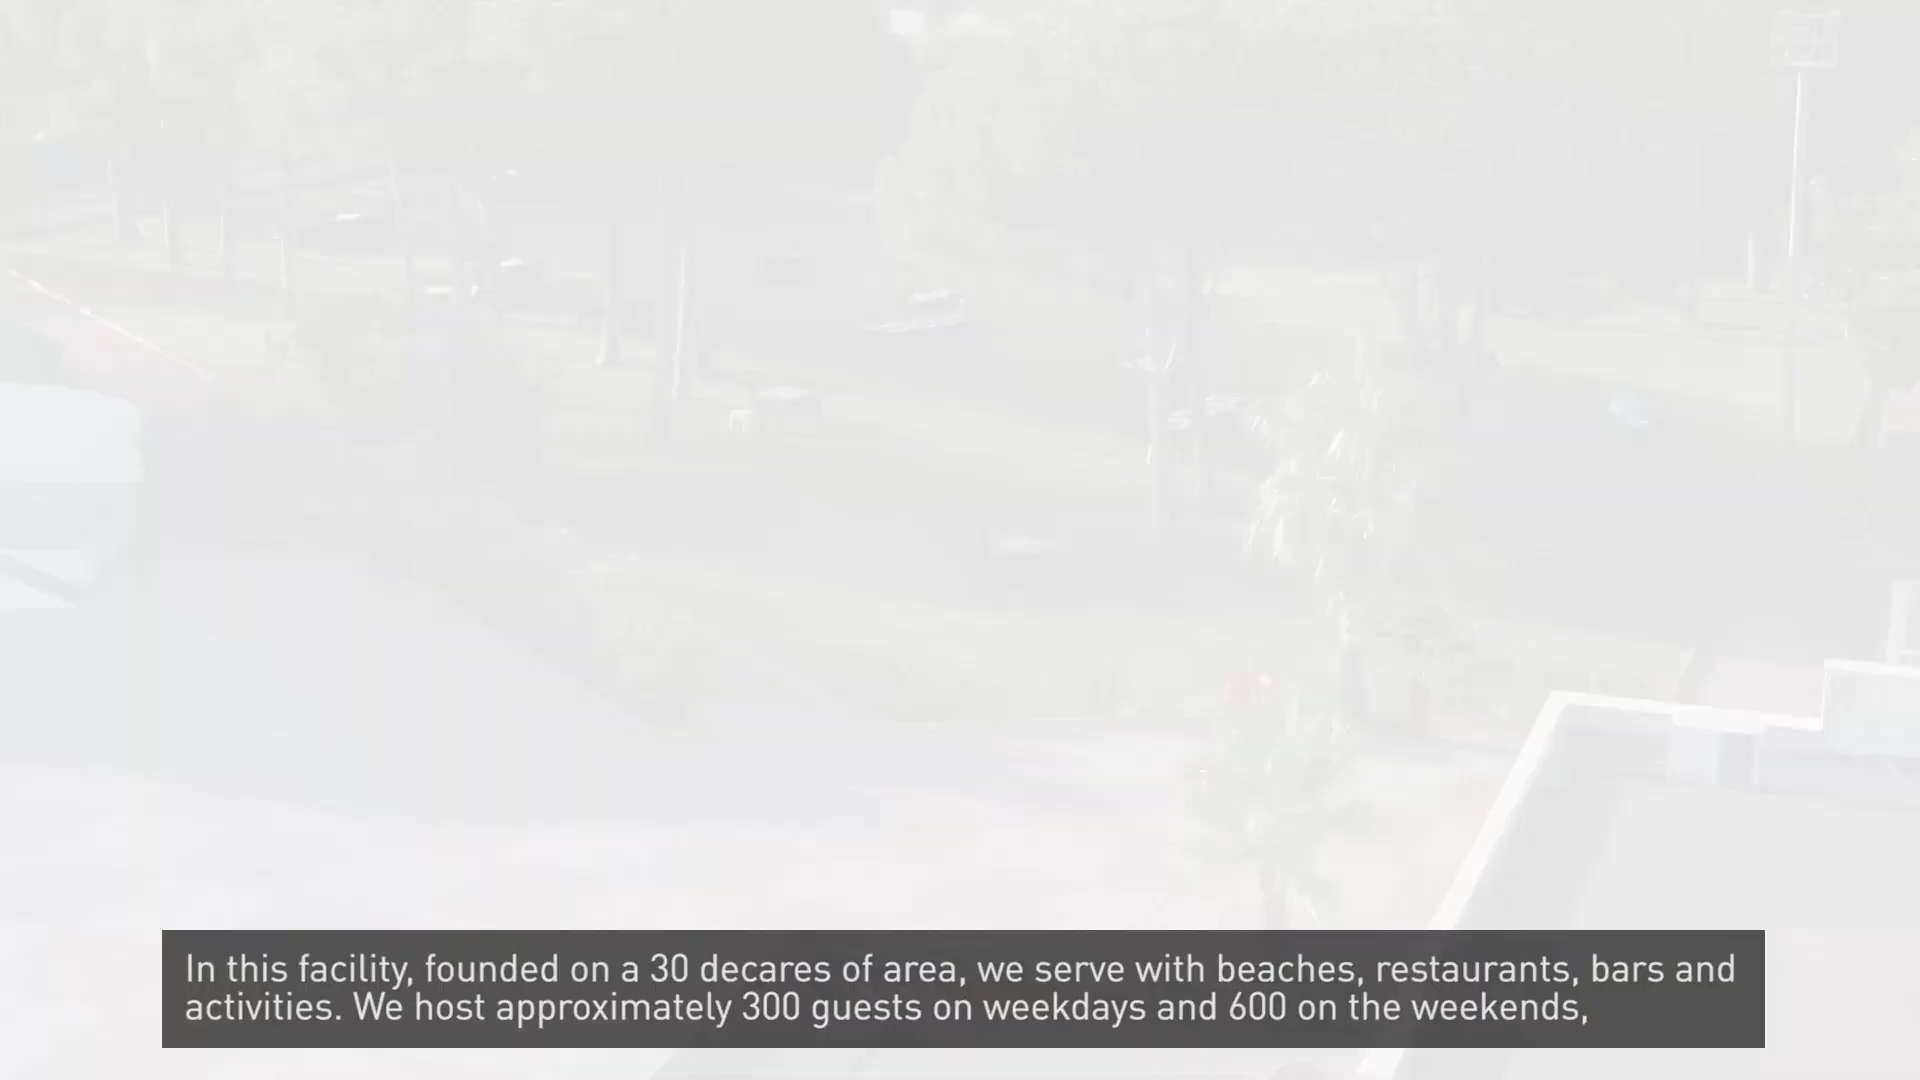 In this facility, founded on a 30 decares of area, we serve with beaches, restaurants, bars and
activities. We host approximately 300 guests on weekdays and 600 on the weekends,